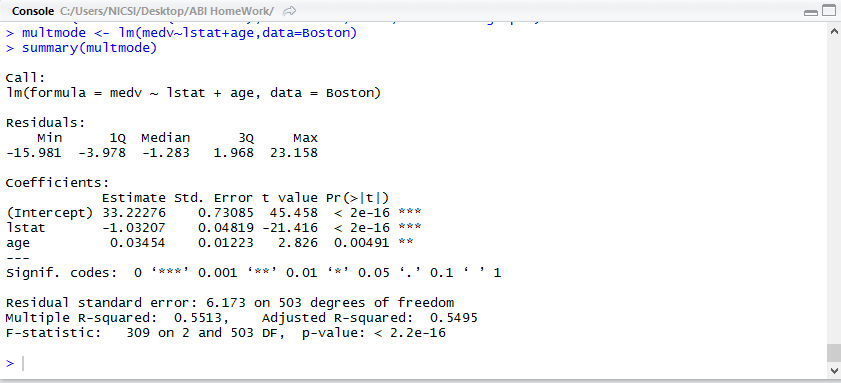 Console C:/Users/NICSI/Desktop/ABI HomeWork/
> multmode <- lm(medv~lstat+age,data=Boston)
> summary(multmode)
Call:
lm(formula = medv ~ lstat + age, data = Boston)
Residuals:
    Min      1Q  Median      3Q     Max
-15.981  -3.978  -1.283   1.968  23.158
Coefficients:
            Estimate Std. Error t value Pr(>|t|)
(Intercept) 33.22276    0.73085  45.458  < 2e-16 ***
lstat       -1.03207    0.04819 -21.416  < 2e-16 ***
age          0.03454    0.01223   2.826  0.00491 **
---
Signif. codes:  0 ‘***’ 0.001 ‘**’ 0.01 ‘*’ 0.05 ‘.’ 0.1 ‘ ’ 1
Residual standard error: 6.173 on 503 degrees of freedom
Multiple R-squared:  0.5513,    Adjusted R-squared:  0.5495
F-statistic:   309 on 2 and 503 DF,  p-value: < 2.2e-16
>